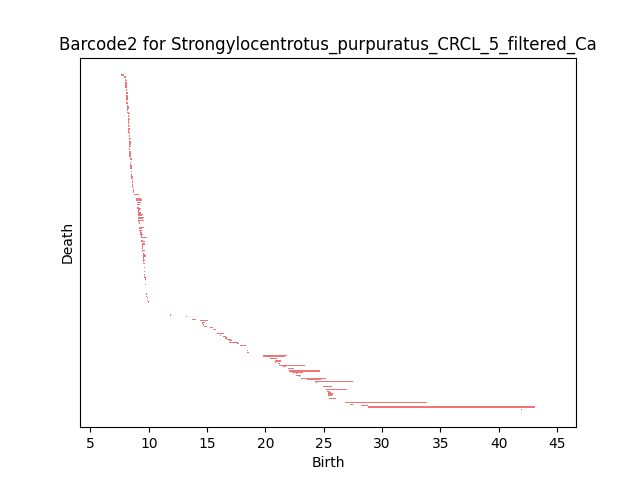 Barcode2 for Strongylocentrotus_purpuratus_CRCL_5_filtered_Ca
Death
5 10 15 20 25 30 35 40 45
Birth